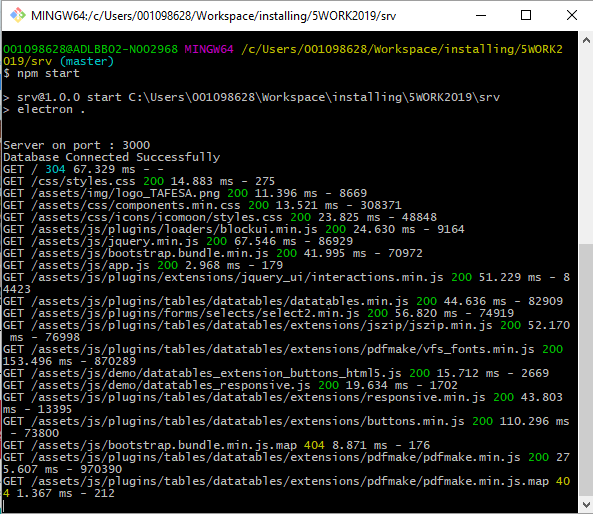 MINGW64:/c/Users/001098628/Workspace/installing/5WORK2019/srv
001098628@ADLBB02-N002968 MINGW64 /c/Users/001098628/Workspace/installing/5WORK2
019/srv (master)
$ npm start
> srv@1.0.0 start C:\Users\001098628\Workspace\installing\5WORK2019\srv
> electron .
Server on port : 3000
Database Connected Successfully
GET / 304 67.329 ms - -
GET /css/styles.css 200 14.883 ms - 275
GET /assets/img/logo_TAFESA.png 200 11.396 ms - 8669
GET /assets/css/components.min.css 200 13.521 ms - 308371
GET /assets/css/icons/icomoon/styles.css 200 23.825 ms - 48848
GET /assets/js/plugins/loaders/blockui.min.js 200 24.630 ms - 9164
GET /assets/js/jquery.min.js 200 67.546 ms - 86929
GET /assets/js/bootstrap.bundle.min.js 200 41.995 ms - 70972
GET /assets/js/app.js 200 2.968 ms - 179
GET /assets/js/plugins/extensions/jquery_ui/interactions.min.js 200 51.229 ms - 8
4423
GET /assets/js/plugins/tables/datatables/datatables.min.js 200 44.636 ms - 82909
GET /assets/js/plugins/forms/selects/select2.min.js 200 56.820 ms - 74919
GET /assets/js/plugins/tables/datatables/extensions/jszip/jszip.min.js 200 52.170
 ms - 76998
GET /assets/js/plugins/tables/datatables/extensions/pdfmake/vfs_fonts.min.js 200
153.496 ms - 870289
GET /assets/js/demo/datatables_extension_buttons_html5.js 200 15.712 ms - 2669
GET /assets/js/demo/datatables_responsive.js 200 19.634 ms - 1702
GET /assets/js/plugins/tables/datatables/extensions/responsive.min.js 200 43.803
ms - 13395
GET /assets/js/plugins/tables/datatables/extensions/buttons.min.js 200 110.296 ms
 - 73800
GET /assets/js/bootstrap.bundle.min.js.map 404 8.871 ms - 176
GET /assets/js/plugins/tables/datatables/extensions/pdfmake/pdfmake.min.js 200 27
5.607 ms - 970390
GET /assets/js/plugins/tables/datatables/extensions/pdfmake/pdfmake.min.js.map 40
4 1.367 ms - 212